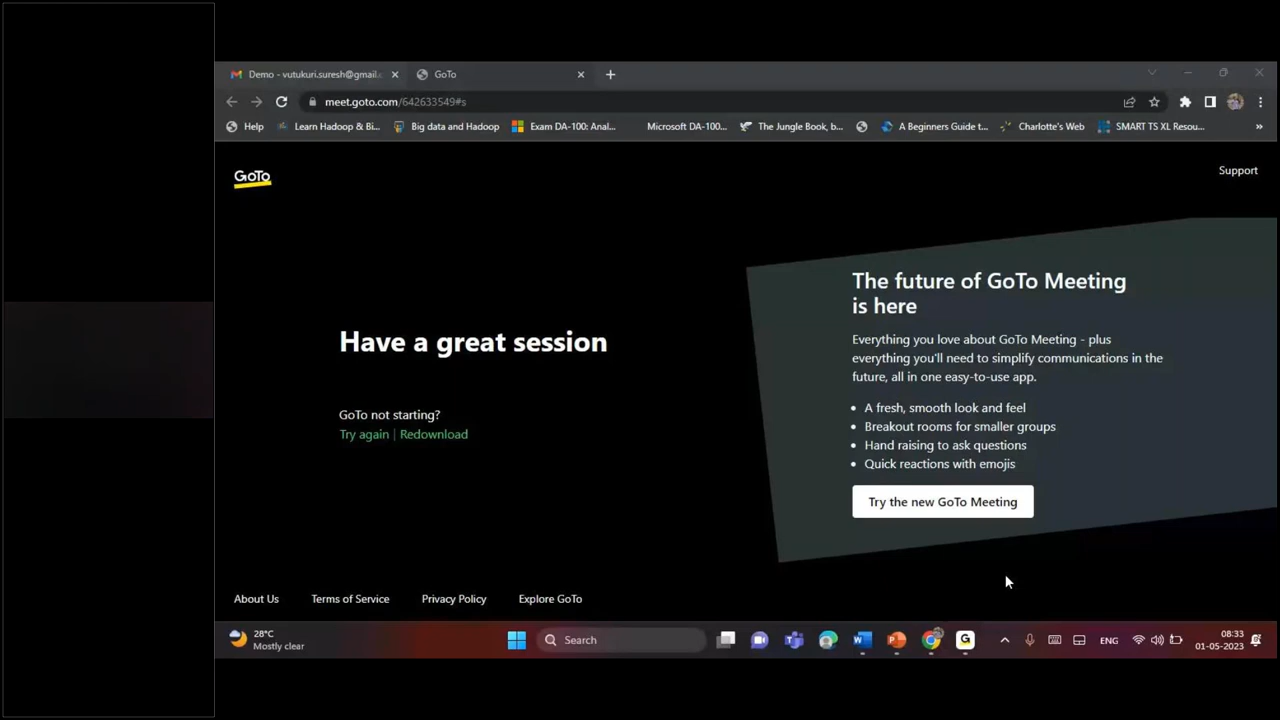 Demo - vutukuri.suresh@gmail.c
GoTo
meet.goto.com/642633549#s
Help
Learn Hadoop & Bi...
Big data and Hadoop
Exam DA-100: Anal...
Microsoft DA-100...
The Jungle Book, b...
A Beginners Guide t...
Charlotte's Web
SMART TS XL Resou...
»
GoTo
Support
The future of GoTo Meeting
is here
Everything you love about GoTo Meeting - plus
everything you'll need to simplify communications in the
future, all in one easy-to-use app.
• A fresh, smooth look and feel
• Breakout rooms for smaller groups
• Hand raising to ask questions
• Quick reactions with emojis
Try the new GoTo Meeting
Have a great session
GoTo not starting?
Try again | Redownload
About Us
Terms of Service
Privacy Policy
Explore GoTo
28°C
Mostly clear
Search
ENG
08:33
01-05-2023